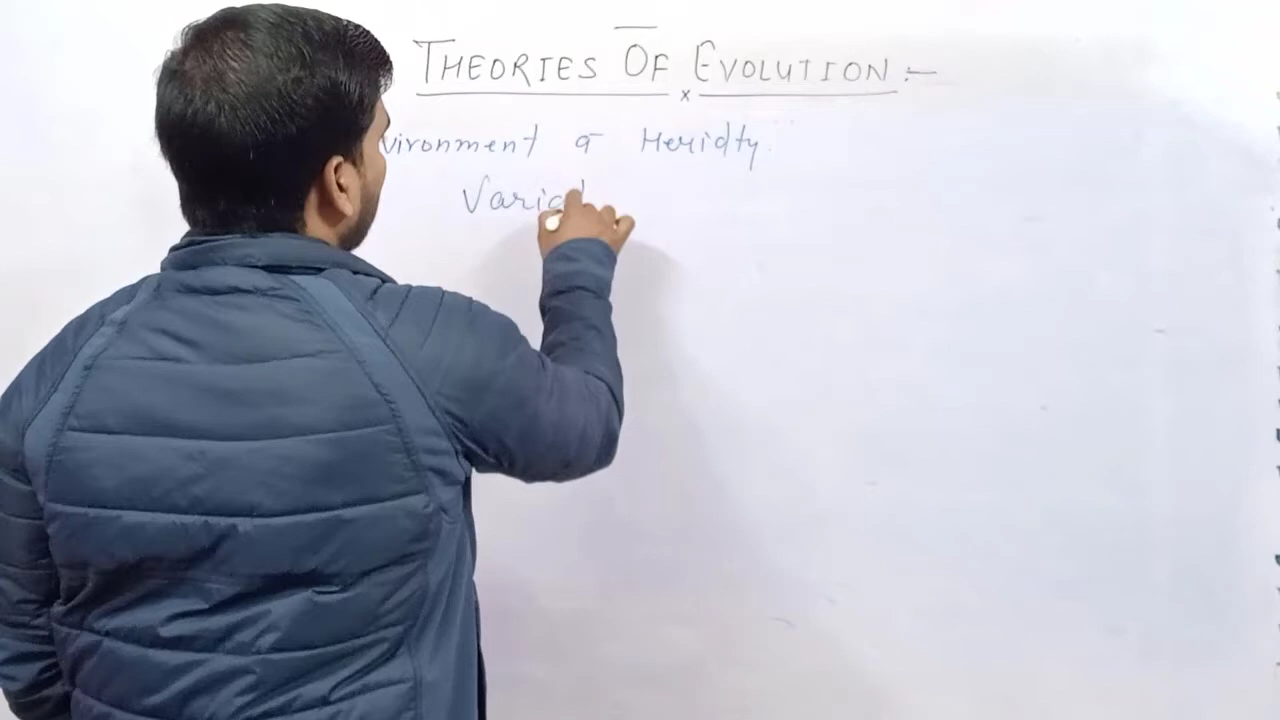 THEORIES OF EVOLUTION :-
vironment a Heridty.
Varia